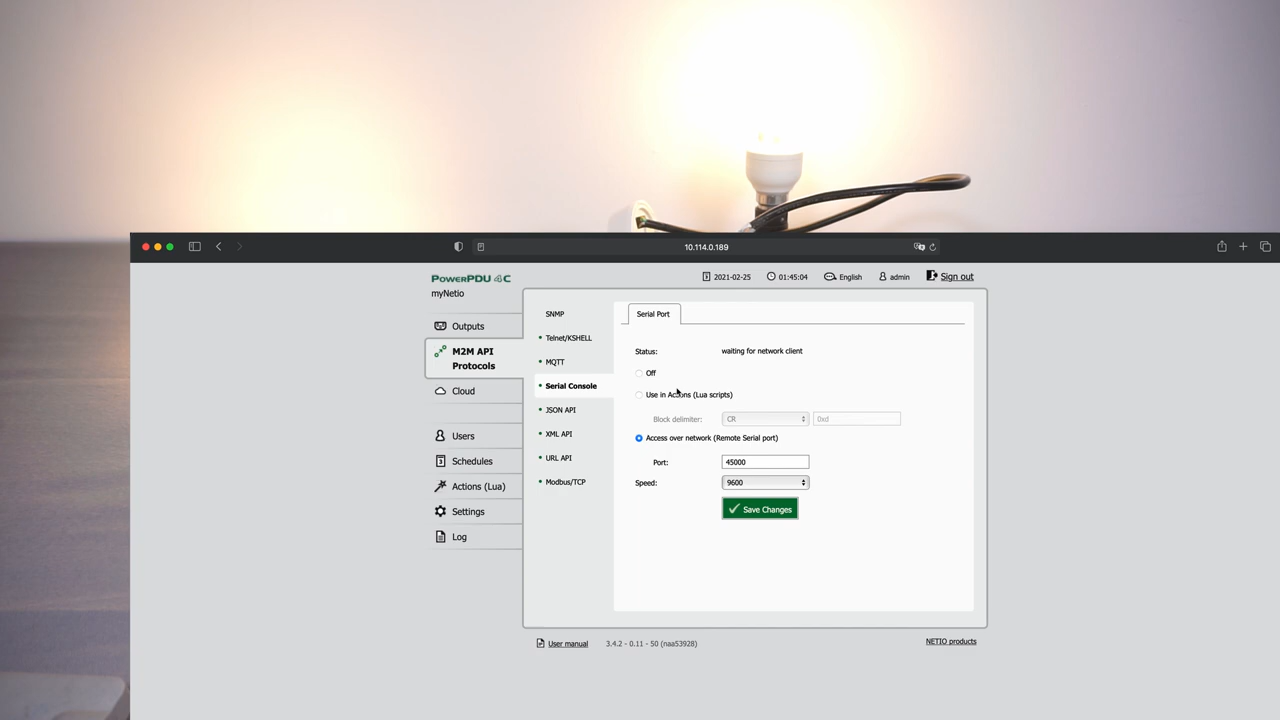 10.114.0.189
PowerPDU 4C
myNetio
2021-02-25
01:45:04
English
admin
Sign out
Outputs
M2M API
Protocols
Cloud
Users
Schedules
Actions (Lua)
Settings
Log
SNMP
Telnet/KSHELL
MQTT
Serial Console
JSON API
XML API
URL API
Modbus/TCP
Serial Port
Status: waiting for network client
Off
Use in Actions (Lua scripts)
Block delimiter: CR 0xd
Access over network (Remote Serial port)
Port: 45000
Speed: 9600
Save Changes
User manual 3.4.2 - 0.11 - 50 (naa53928)
NETIO products